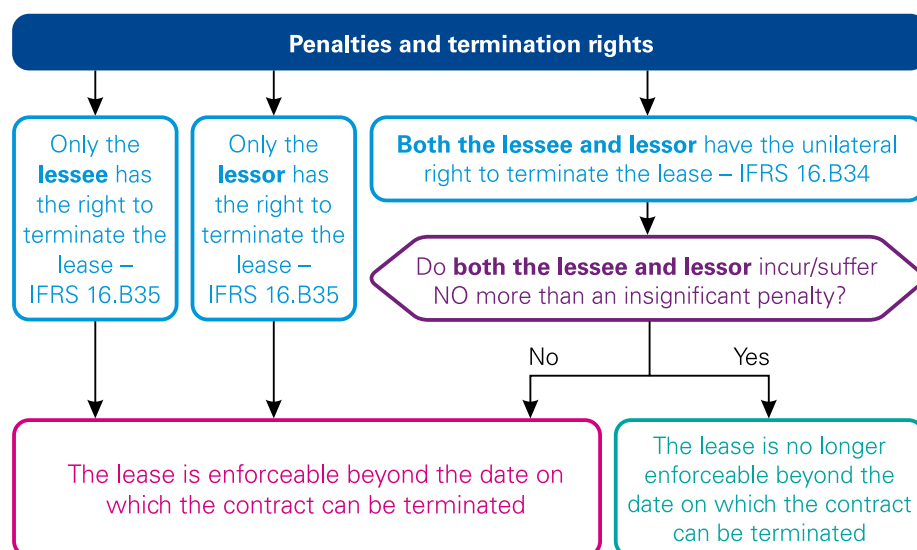 Penalties and termination rights
Only the
lessee has
the right to
terminate the
lease –
IFRS 16.B35
Only the
lessor has
the right to
terminate the
lease –
IFRS 16.B35
Both the lessee and lessor have the unilateral
right to terminate the lease – IFRS 16.B34
Do both the lessee and lessor incur/suffer
NO more than an insignificant penalty?
No
Yes
The lease is enforceable beyond the date on
which the contract can be terminated
The lease is no longer
enforceable beyond the
date on which the contract
can be terminated